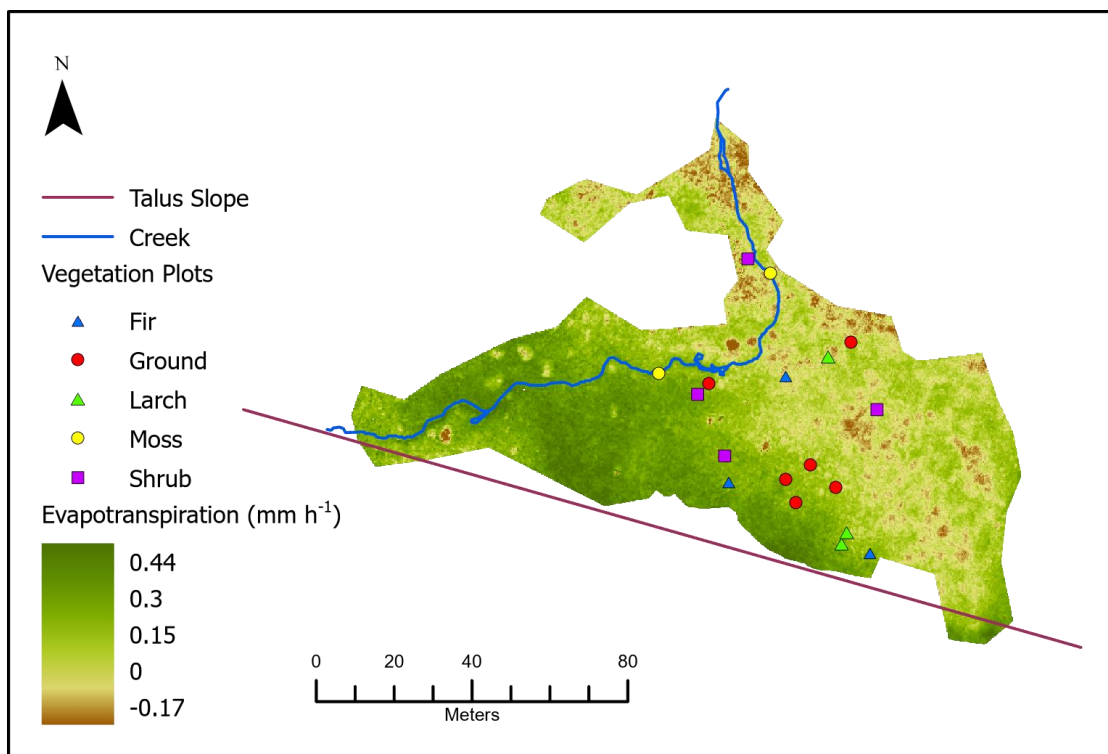 N
Talus Slope
Creek
Vegetation Plots
Fir
Ground
Larch
Moss
Shrub
Evapotranspiration (mm h⁻¹)
0.44
0.3
0.15
0
-0.17
0 20 40 80
Meters